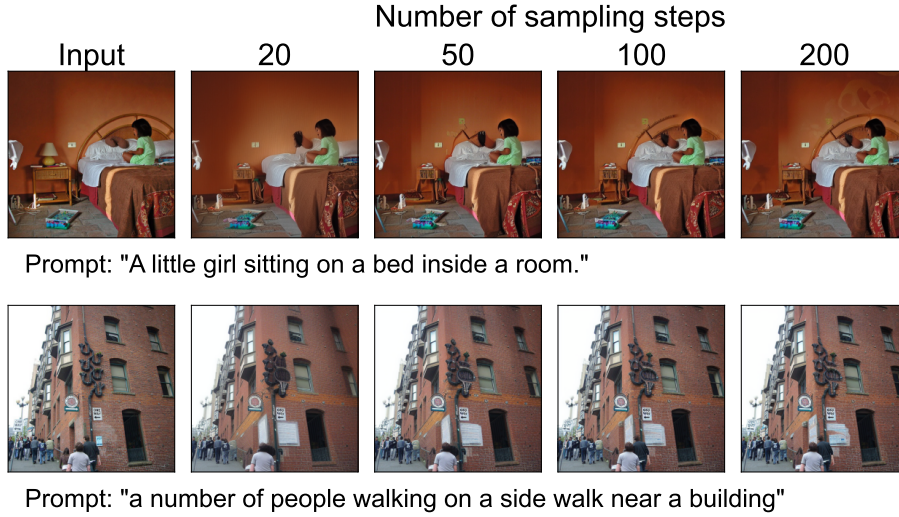 Number of sampling steps
Input 20 50 100 200
Prompt: "A little girl sitting on a bed inside a room."
Prompt: "a number of people walking on a side walk near a building"